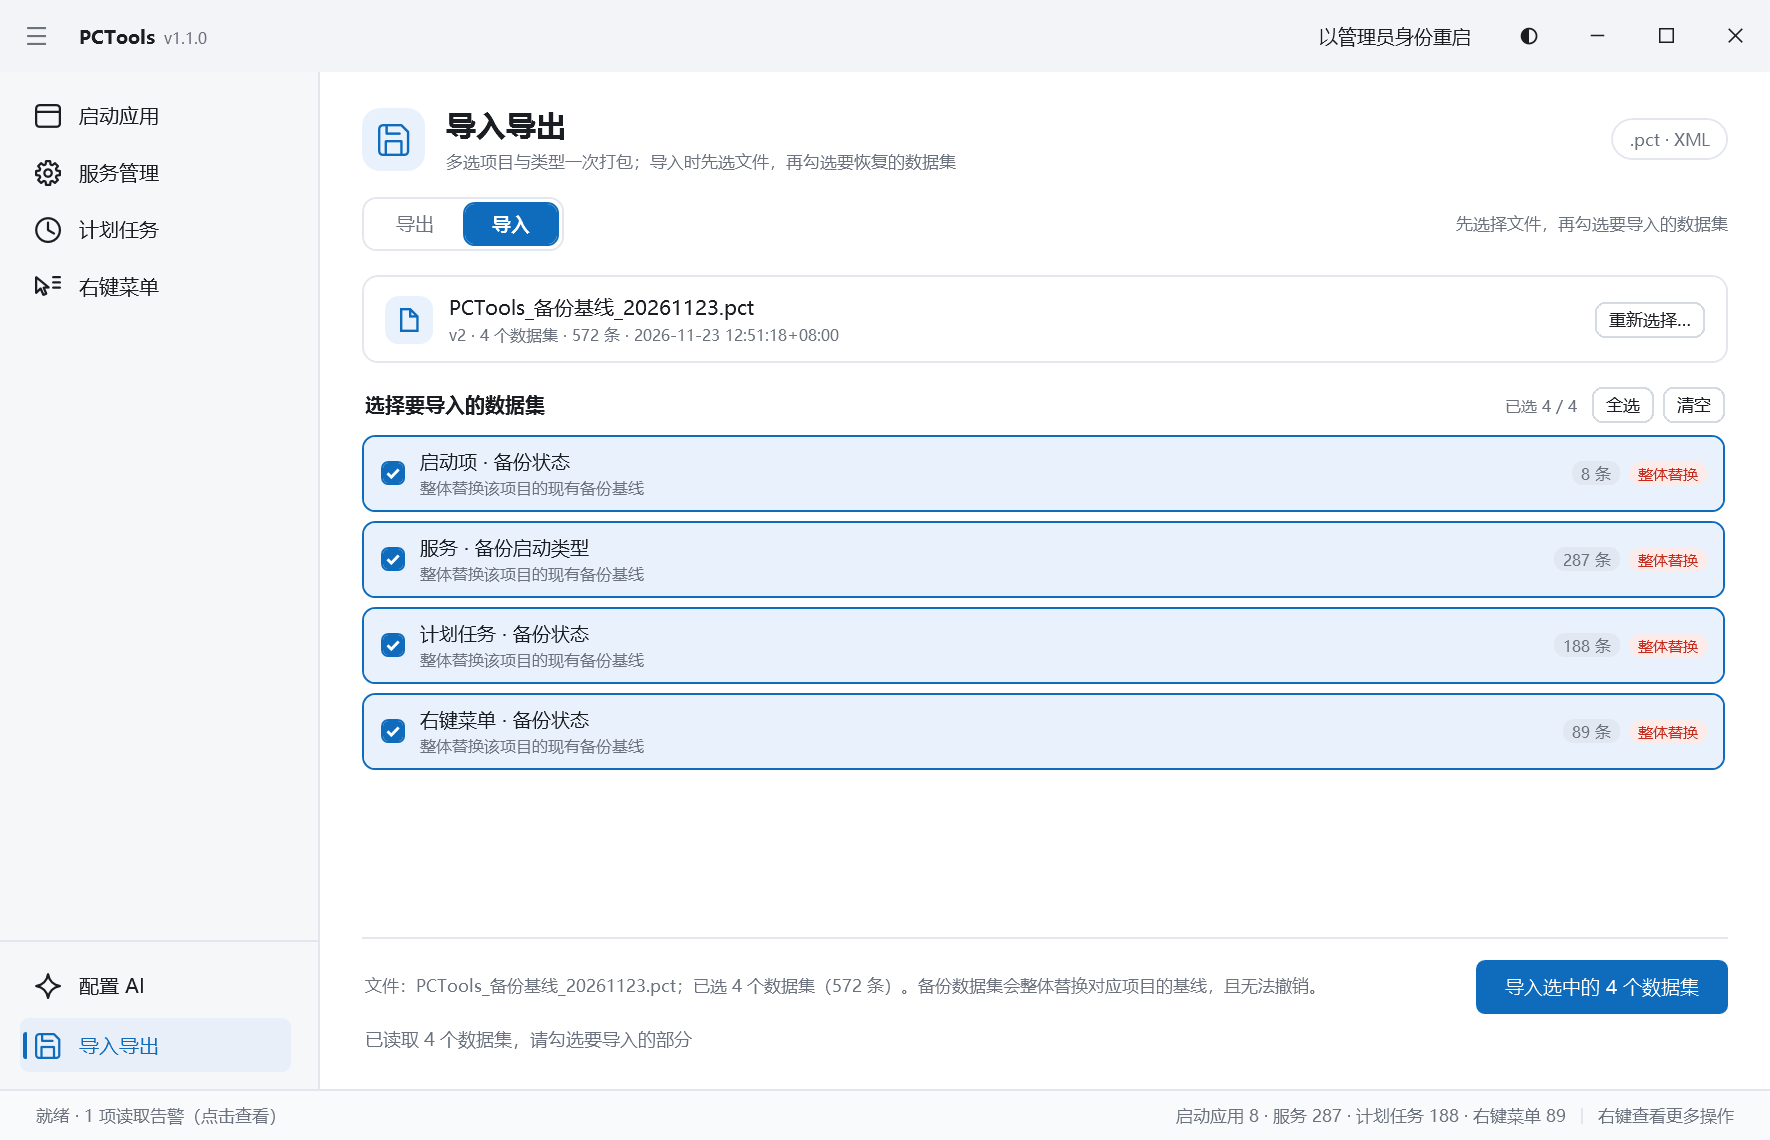 PCTools v1.1.0
以管理员身份重启
启动应用
服务管理
计划任务
右键菜单
配置 AI
导入导出
导入导出
多选项目与类型一次打包；导入时先选文件，再勾选要恢复的数据集
.pct · XML
导出
导入
先选择文件，再勾选要导入的数据集
PCTools_备份基线_20261123.pct
v2 · 4 个数据集 · 572 条 · 2026-11-23 12:51:18+08:00
重新选择...
选择要导入的数据集
已选 4 / 4
全选
清空
启动项 · 备份状态
整体替换该项目的现有备份基线
8 条
整体替换
服务 · 备份启动类型
整体替换该项目的现有备份基线
287 条
整体替换
计划任务 · 备份状态
整体替换该项目的现有备份基线
188 条
整体替换
右键菜单 · 备份状态
整体替换该项目的现有备份基线
89 条
整体替换
文件：PCTools_备份基线_20261123.pct；已选 4 个数据集（572 条）。备份数据集会整体替换对应项目的基线，且无法撤销。
导入选中的 4 个数据集
已读取 4 个数据集，请勾选要导入的部分
就绪 · 1 项读取告警（点击查看）
启动应用 8 · 服务 287 · 计划任务 188 · 右键菜单 89
右键查看更多操作